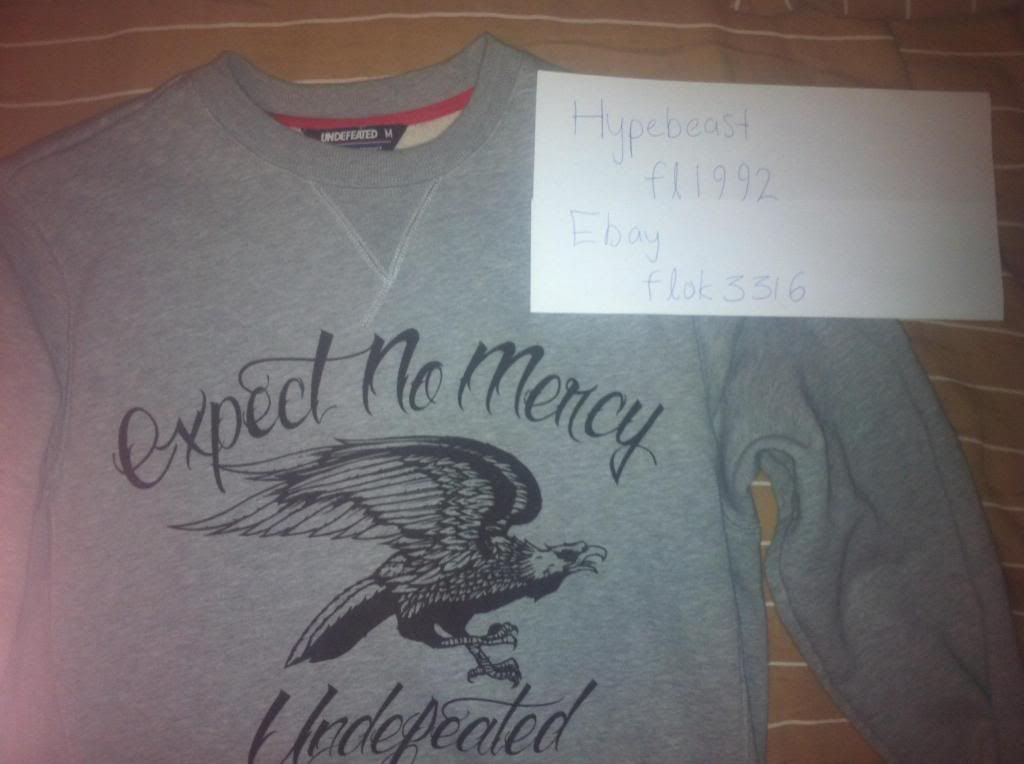 UNDEFEATED M
Hypebeast
fl1992
Ebay
flok3316
Expect No Mercy
Undefeated